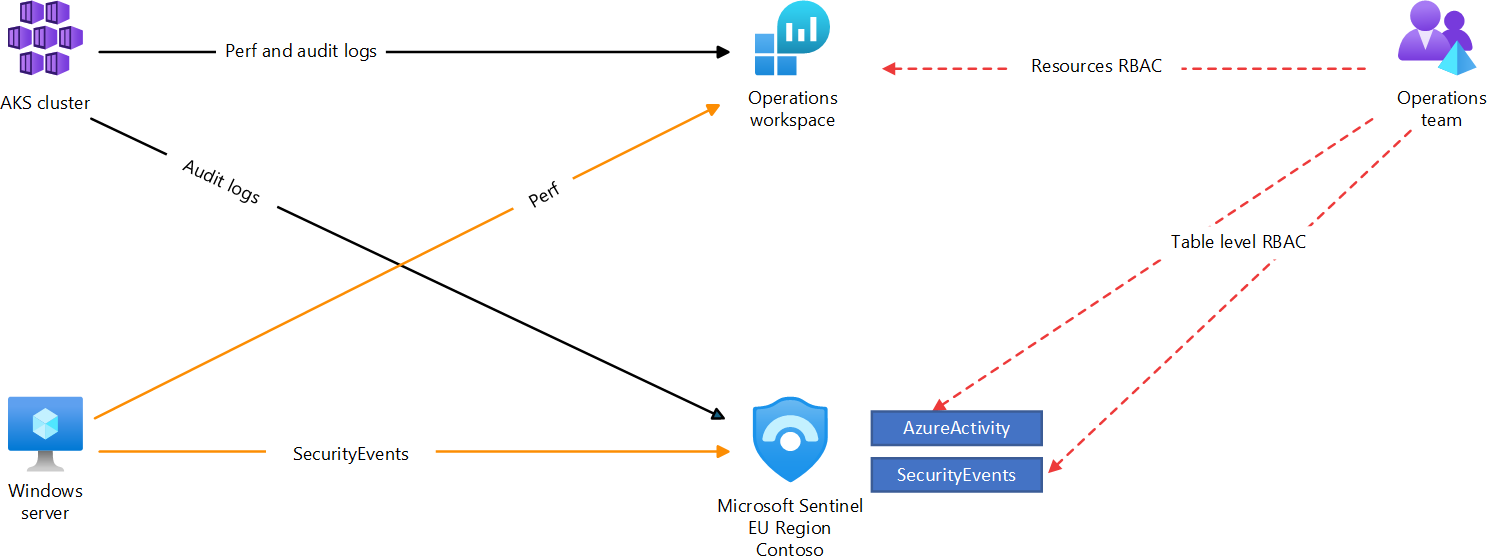 AKS cluster
Perf and audit logs
Operations
workspace
Resources RBAC
Operations
team
Audit logs
Perf
Table level RBAC
Windows
server
SecurityEvents
Microsoft Sentinel
EU Region
Contoso
AzureActivity
SecurityEvents